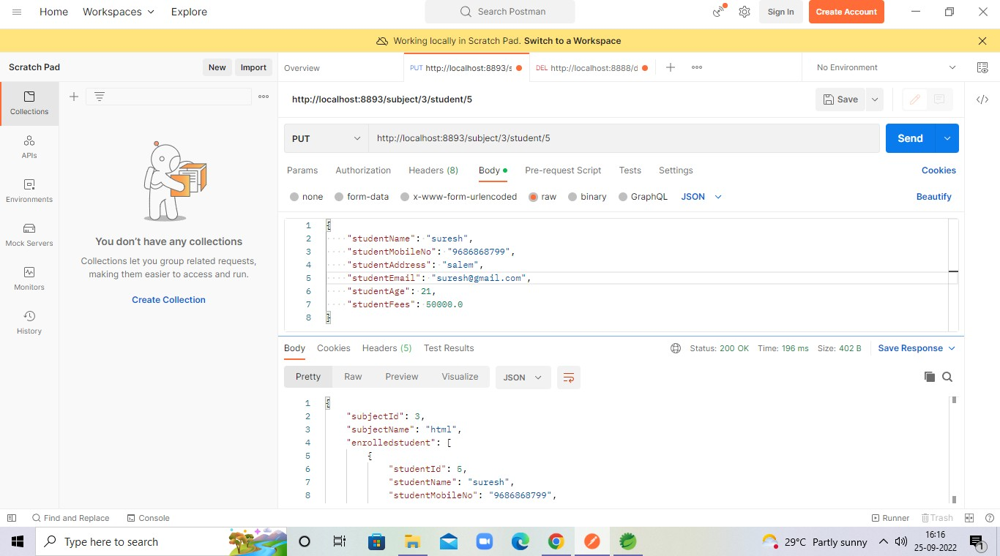 Home Workspaces Explore Search Postman Sign In Create Account
Working locally in Scratch Pad. Switch to a Workspace
Scratch Pad New Import Overview PUT http://localhost:8893/s DEL http://localhost:8888/d No Environment
Collections
APIs
Environments
Mock Servers
Monitors
History
You don't have any collections
Collections let you group related requests,
making them easier to access and run.
Create Collection
http://localhost:8893/subject/3/student/5 Save
PUT http://localhost:8893/subject/3/student/5 Send
Params Authorization Headers (8) Body Pre-request Script Tests Settings Cookies
none form-data x-www-form-urlencoded raw binary GraphQL JSON Beautify
1 {
2 "studentName": "suresh",
3 "studentMobileNo": "9686868799",
4 "studentAddress": "salem",
5 "studentEmail": "suresh@gmail.com",
6 "studentAge": 21,
7 "studentFees": 50000.0
8 }
Body Cookies Headers (5) Test Results Status: 200 OK Time: 196 ms Size: 402 B Save Response
Pretty Raw Preview Visualize JSON
1 {
2 "subjectId": 3,
3 "subjectName": "html",
4 "enrolledstudent": [
5 {
6 "studentId": 5,
7 "studentName": "suresh",
8 "studentMobileNo": "9686868799",
Find and Replace Console Runner Trash
Type here to search 29°C Partly sunny 16:16
25-09-2022 1